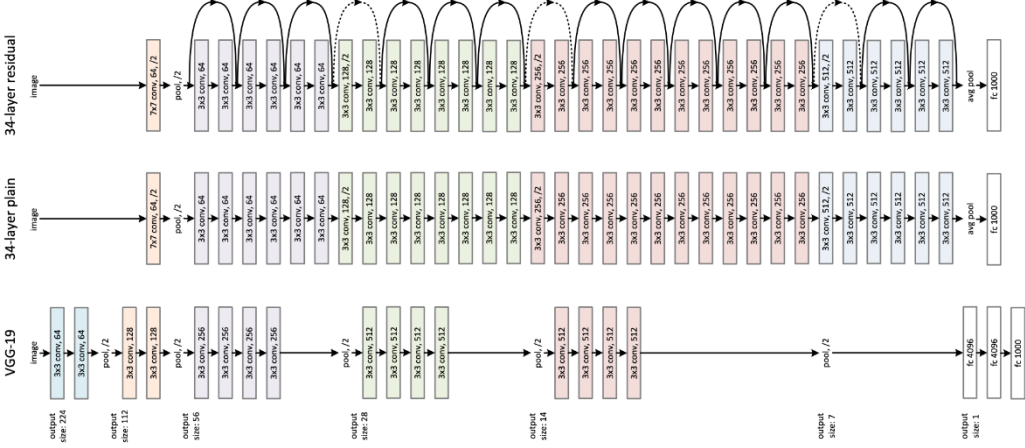 output
size: 224
output
size: 112
output
size: 56
output
size: 28
output
size: 14
output
size: 7
output
size: 1
VGG-19
image
3x3 conv, 64
3x3 conv, 64
pool, /2
3x3 conv, 128
3x3 conv, 128
pool, /2
3x3 conv, 256
3x3 conv, 256
3x3 conv, 256
3x3 conv, 256
pool, /2
3x3 conv, 512
3x3 conv, 512
3x3 conv, 512
3x3 conv, 512
pool, /2
3x3 conv, 512
3x3 conv, 512
3x3 conv, 512
3x3 conv, 512
pool, /2
fc 4096
fc 4096
fc 1000
34-layer plain
image
7x7 conv, 64, /2
pool, /2
3x3 conv, 64
3x3 conv, 64
3x3 conv, 64
3x3 conv, 64
3x3 conv, 64
3x3 conv, 64
3x3 conv, 128, /2
3x3 conv, 128
3x3 conv, 128
3x3 conv, 128
3x3 conv, 128
3x3 conv, 128
3x3 conv, 128
3x3 conv, 128
3x3 conv, 256, /2
3x3 conv, 256
3x3 conv, 256
3x3 conv, 256
3x3 conv, 256
3x3 conv, 256
3x3 conv, 256
3x3 conv, 256
3x3 conv, 256
3x3 conv, 256
3x3 conv, 256
3x3 conv, 256
3x3 conv, 512, /2
3x3 conv, 512
3x3 conv, 512
3x3 conv, 512
3x3 conv, 512
3x3 conv, 512
avg pool
fc 1000
34-layer residual
image
7x7 conv, 64, /2
pool, /2
3x3 conv, 64
3x3 conv, 64
3x3 conv, 64
3x3 conv, 64
3x3 conv, 64
3x3 conv, 64
3x3 conv, 128, /2
3x3 conv, 128
3x3 conv, 128
3x3 conv, 128
3x3 conv, 128
3x3 conv, 128
3x3 conv, 128
3x3 conv, 128
3x3 conv, 256, /2
3x3 conv, 256
3x3 conv, 256
3x3 conv, 256
3x3 conv, 256
3x3 conv, 256
3x3 conv, 256
3x3 conv, 256
3x3 conv, 256
3x3 conv, 256
3x3 conv, 256
3x3 conv, 256
3x3 conv, 512, /2
3x3 conv, 512
3x3 conv, 512
3x3 conv, 512
3x3 conv, 512
3x3 conv, 512
avg pool
fc 1000